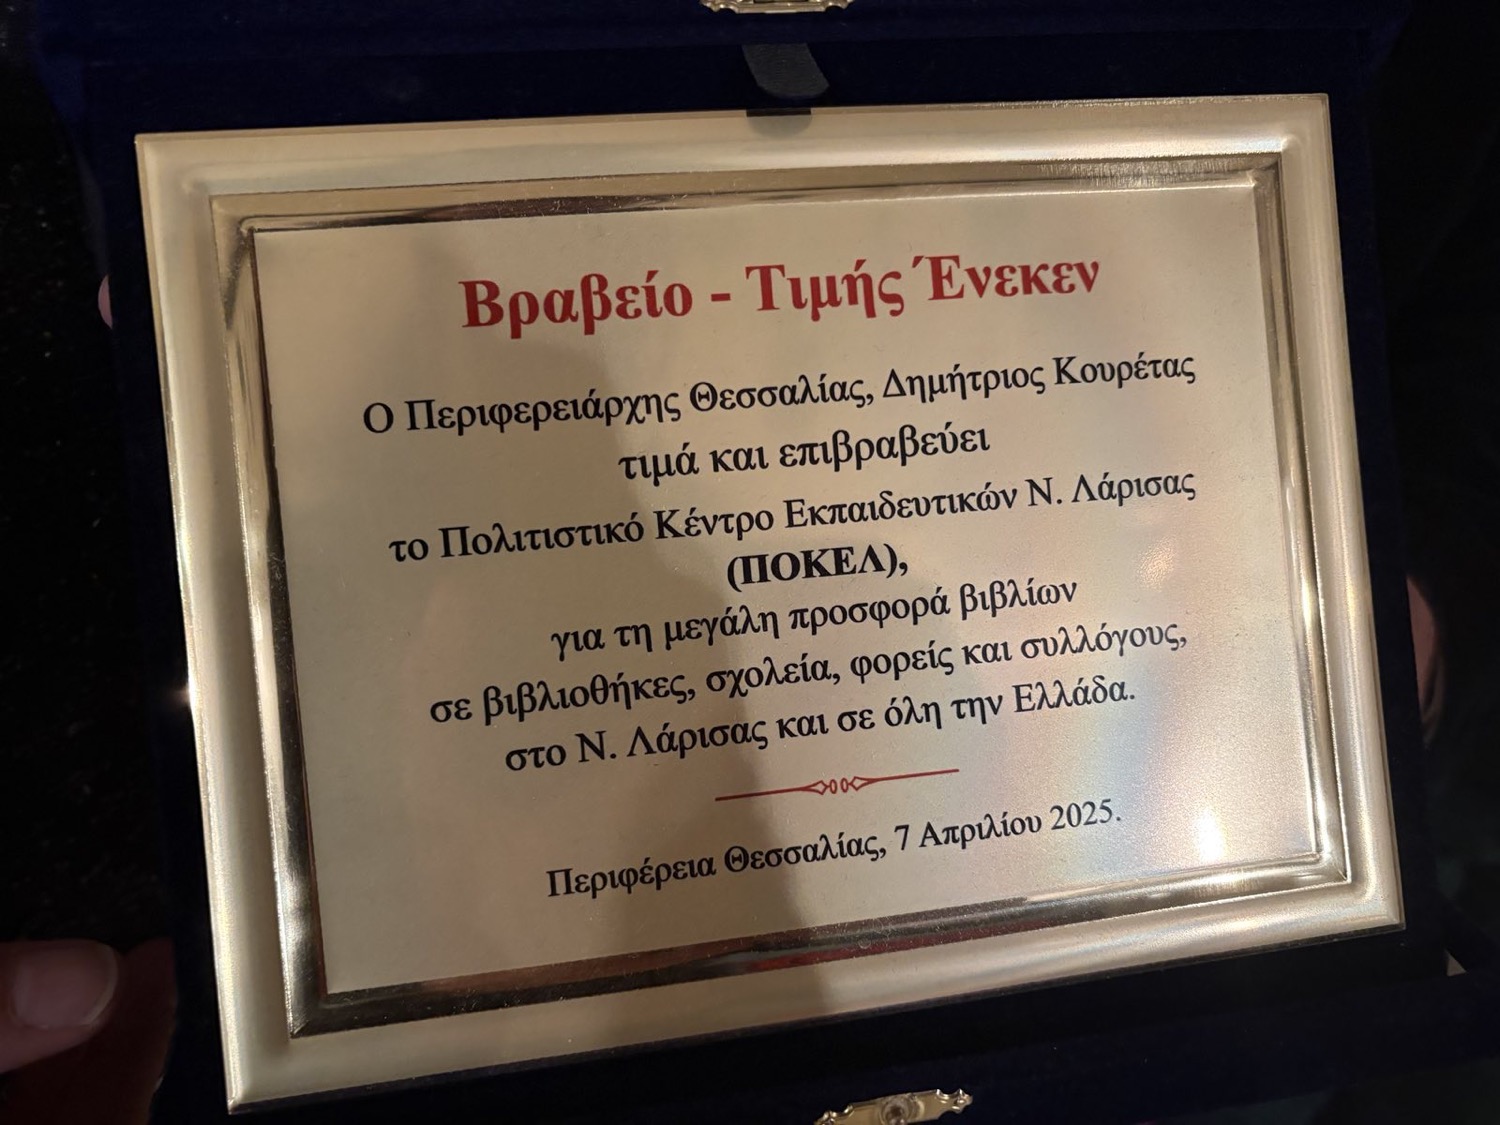 Βραβείο - Τιμής Ένεκεν
Ο Περιφερειάρχης Θεσσαλίας, Δημήτριος Κουρέτας
τιμά και επιβραβεύει
το Πολιτιστικό Κέντρο Εκπαιδευτικών Ν. Λάρισας
(ΠΟΚΕΛ),
για τη μεγάλη προσφορά βιβλίων
σε βιβλιοθήκες, σχολεία, φορείς και συλλόγους,
στο Ν. Λάρισας και σε όλη την Ελλάδα.
Περιφέρεια Θεσσαλίας, 7 Απριλίου 2025.